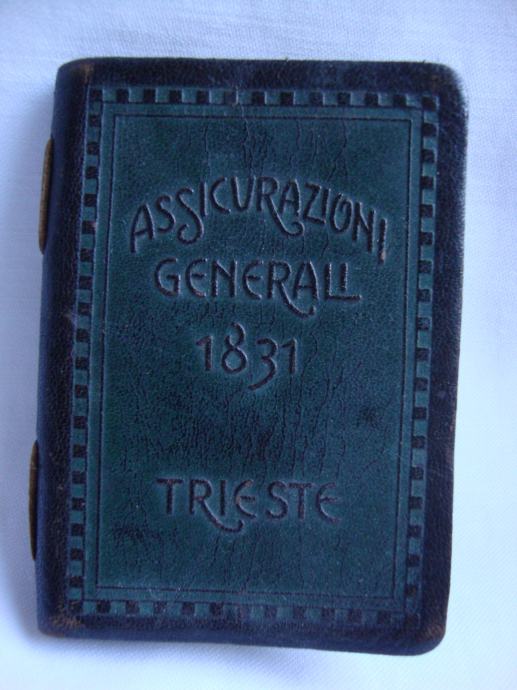 ASSICURAZIONI
GENERALI
1831
TRIESTE